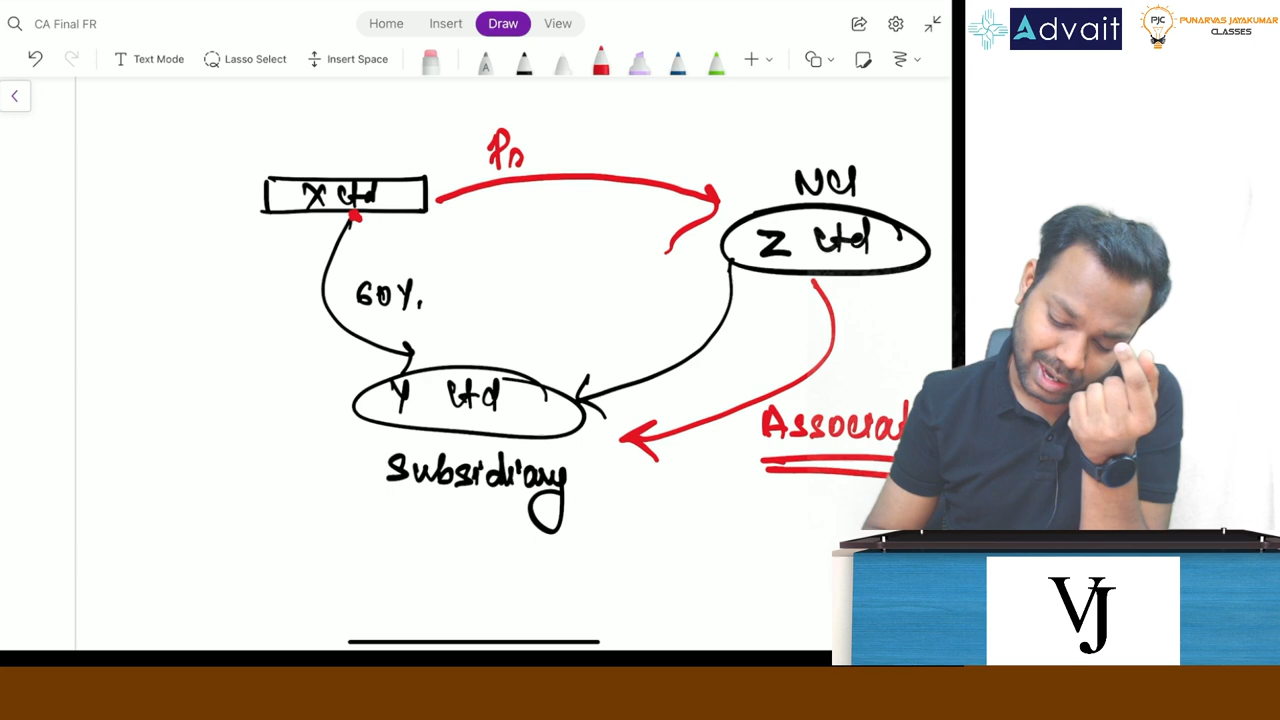 CA Final FR
Home Insert Draw View
Text Mode Lasso Select Insert Space
Advait
PJC PUNARVAS JAYAKUMAR
CLASSES
X Ltd
NCI
Z Ltd
60%
Y Ltd
Associat
Subsidiary
VJ